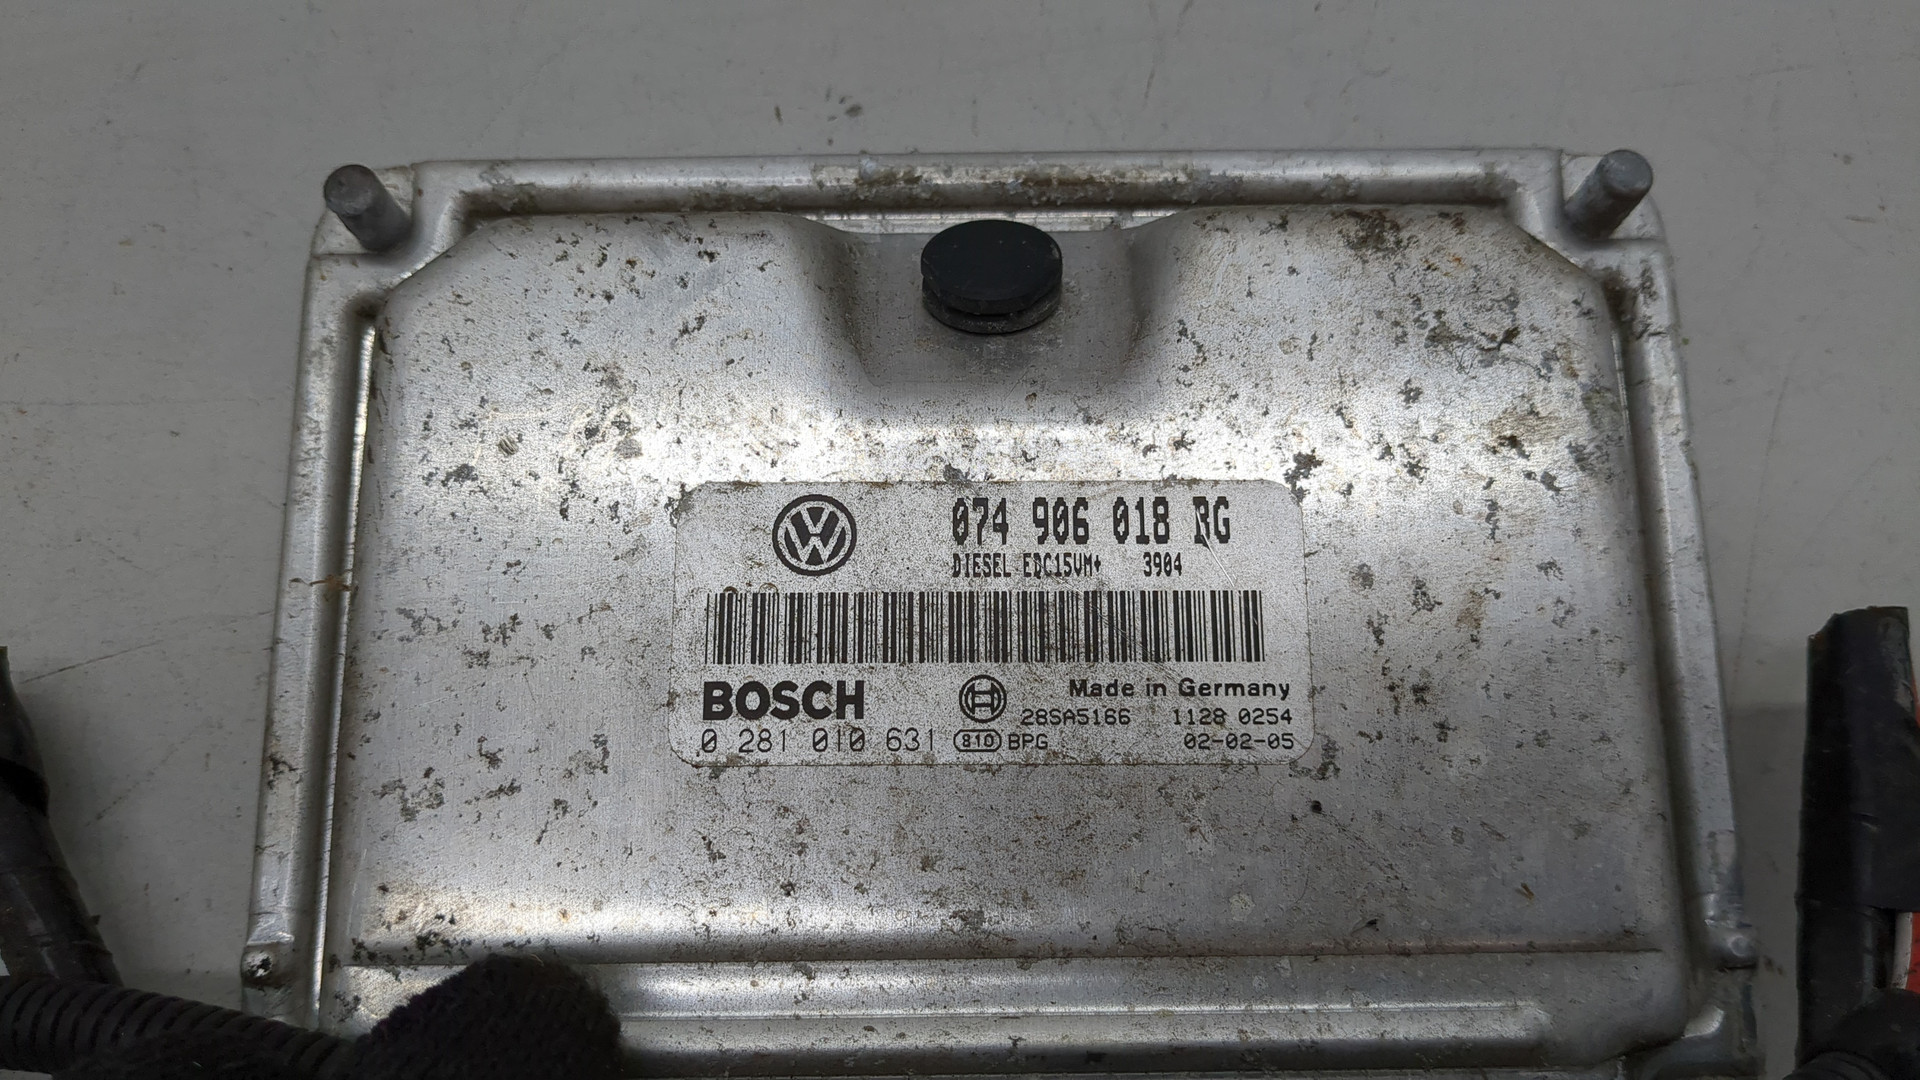 074 906 018 BG
DIESEL EDC15VM+ 3904
BOSCH
Made in Germany
28SA5166 1128 0254
0 281 010 631
810 BPG 02-02-05